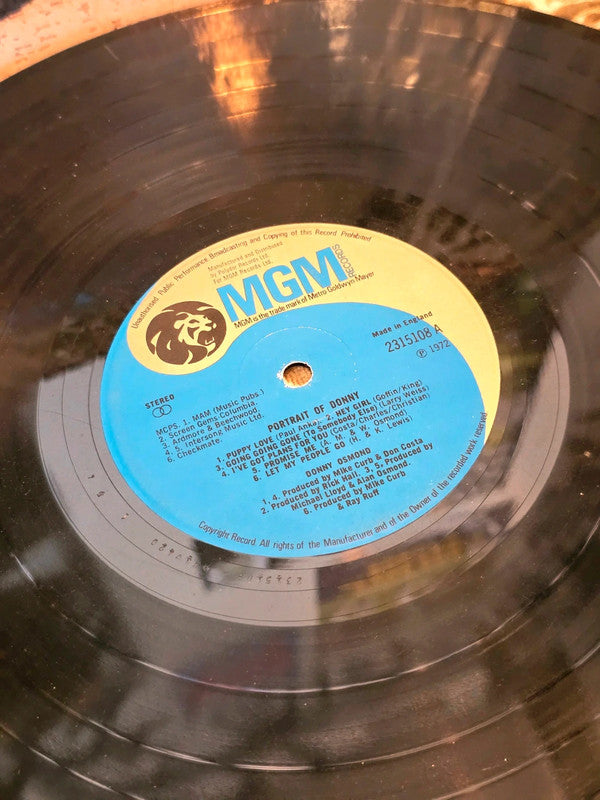 Unauthorised Public Performance Broadcasting and Copying of this Record Prohibited
Manufactured and Distributed
by Polydor Records Ltd.
For MGM Records Ltd.
MGM
RECORDS
MGM is the trade mark of Metro Goldwyn Mayer
Made in England
2315108 A
℗ 1972
STEREO
MCPS. 1. MAM (Music Pubs.)
2. Screen Gems Columbia.
Ardmore & Beechwood.
4. 5. Intersong Music Ltd.
6. Checkmate.
PORTRAIT OF DONNY
1. PUPPY LOVE (Paul Anka) 2. HEY GIRL (Goffin/King)
3. GOING GOING GONE (To Somebody Else) (Larry Weiss)
4. I'VE GOT PLANS FOR YOU (Costa/Charles/Christian)
5. PROMISE ME (A. M. & W. Osmond)
6. LET MY PEOPLE GO (H. & K. Lewis)
DONNY OSMOND
1. 4. Produced by Mike Curb & Don Costa
2. Produced by Rick Hall. 3. 5. Produced by
Michael Lloyd & Alan Osmond.
6. Produced by Mike Curb
& Ray Ruff
Copyright Record. All rights of the Manufacturer and of the Owner of the recorded work reserved